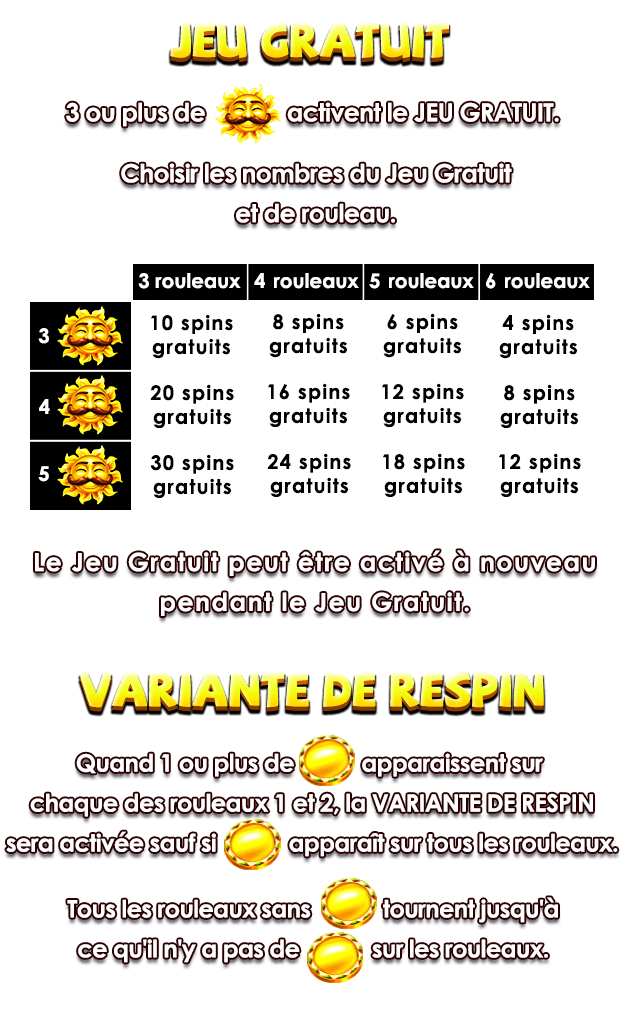 JEU GRATUIT
3 ou plus de activent le JEU GRATUIT.
Choisir les nombres du Jeu Gratuit
et de rouleau.
3 rouleaux 4 rouleaux 5 rouleaux 6 rouleaux
3 10 spins gratuits 8 spins gratuits 6 spins gratuits 4 spins gratuits
4 20 spins gratuits 16 spins gratuits 12 spins gratuits 8 spins gratuits
5 30 spins gratuits 24 spins gratuits 18 spins gratuits 12 spins gratuits
Le Jeu Gratuit peut être activé à nouveau
pendant le Jeu Gratuit.
VARIANTE DE RESPIN
Quand 1 ou plus de apparaissent sur
chaque des rouleaux 1 et 2, la VARIANTE DE RESPIN
sera activée sauf si apparaît sur tous les rouleaux.
Tous les rouleaux sans tournent jusqu'à
ce qu'il n'y a pas de sur les rouleaux.